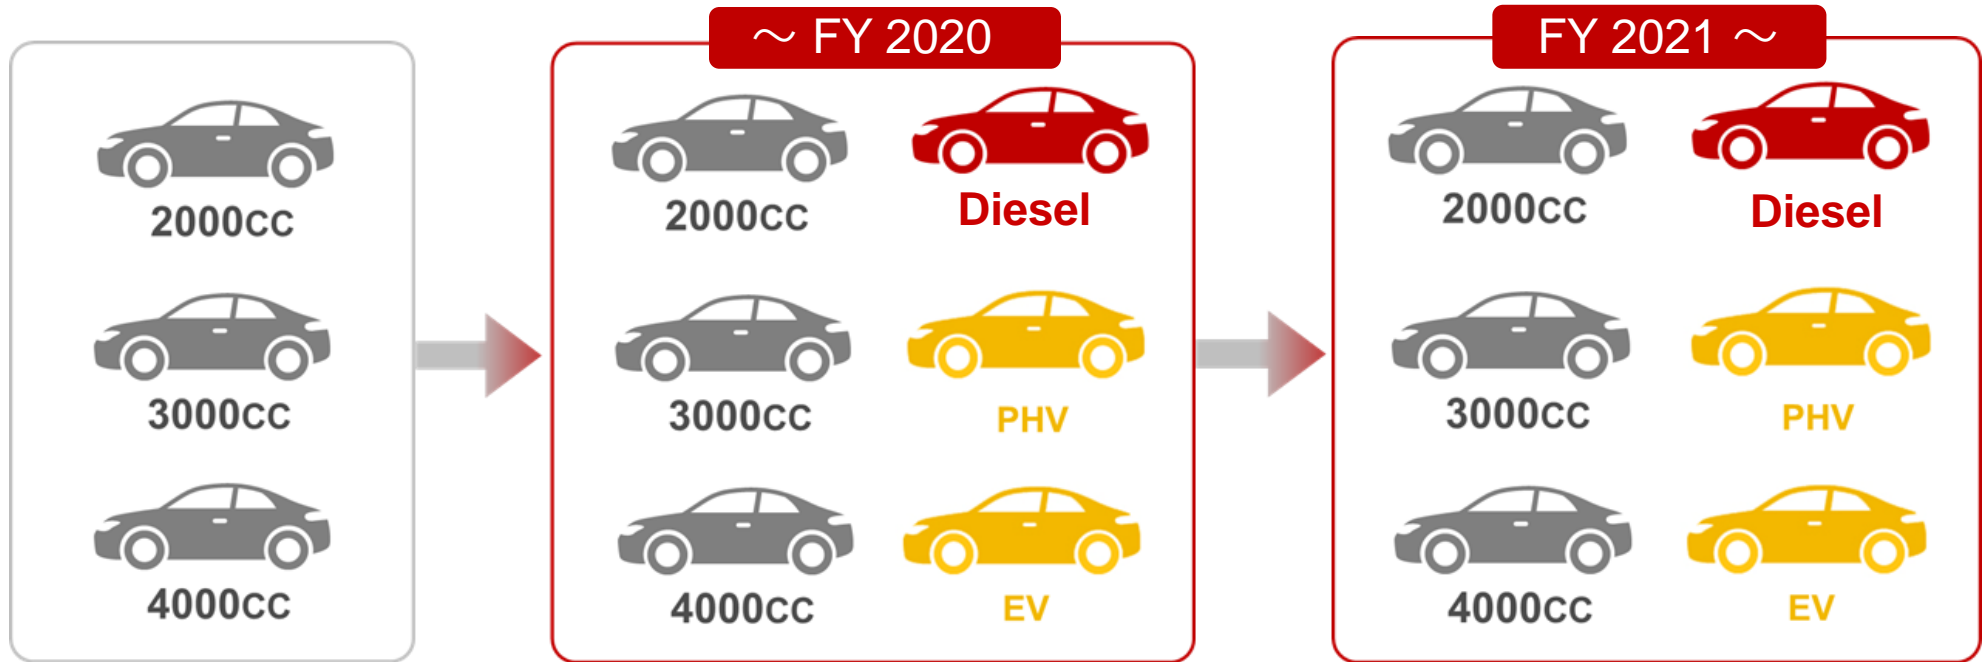 2000CC
3000CC
4000CC
～ FY 2020
2000CC
Diesel
3000CC
PHV
4000CC
EV
FY 2021 ～
2000CC
Diesel
3000CC
PHV
4000CC
EV